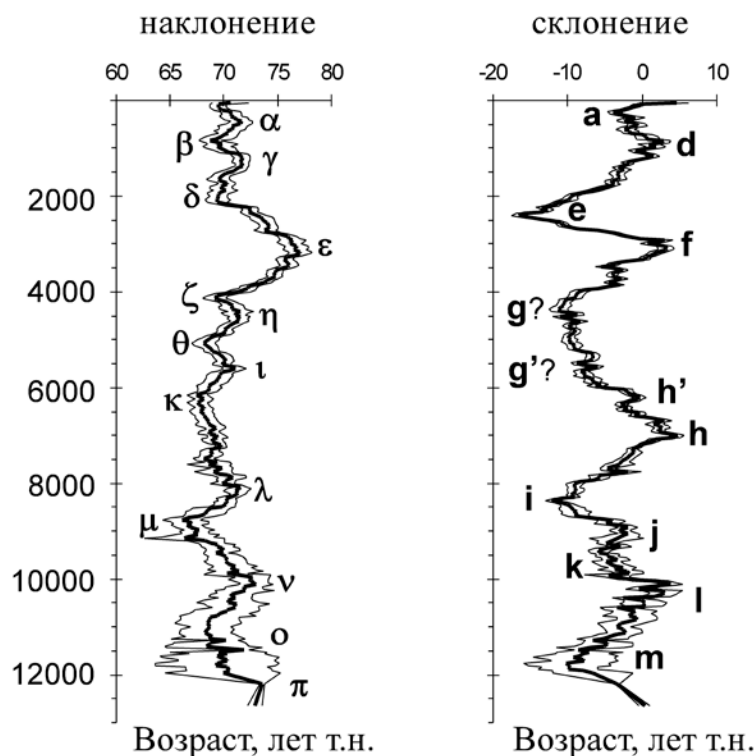 наклонение
60 65 70 75 80
α
β
γ
δ
2000
ε
4000
ζ
η
θ
ι
6000
κ
8000
λ
μ
10000
ν
ο
12000
π
Возраст, лет т.н.
склонение
-20 -10 0 10
a
d
e
f
g?
g’?
h’
h
i
j
k
l
m
Возраст, лет т.н.